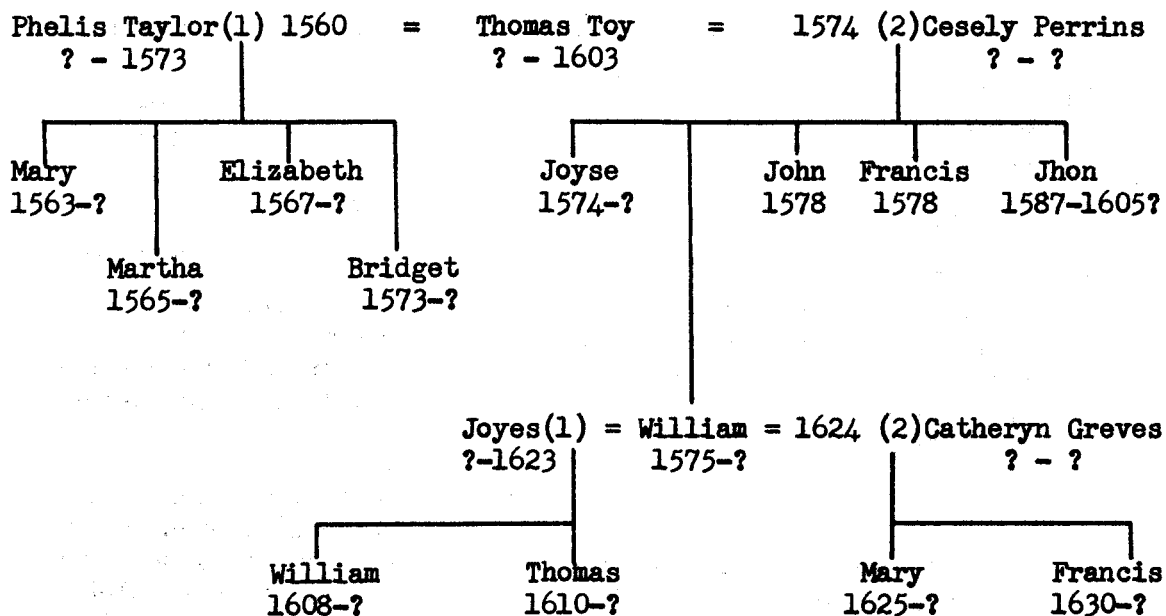 Phelis Taylor(1) 1560 = Thomas Toy = 1574 (2)Cesely Perrins
? - 1573 ? - 1603 ? - ?
Mary Elizabeth Joyse John Francis Jhon
1563-? 1567-? 1574-? 1578 1578 1587-1605?
Martha Bridget
1565-? 1573-?
Joyes(1) = William = 1624 (2)Catheryn Greves
?-1623 1575-? ? - ?
William Thomas Mary Francis
1608-? 1610-? 1625-? 1630-?